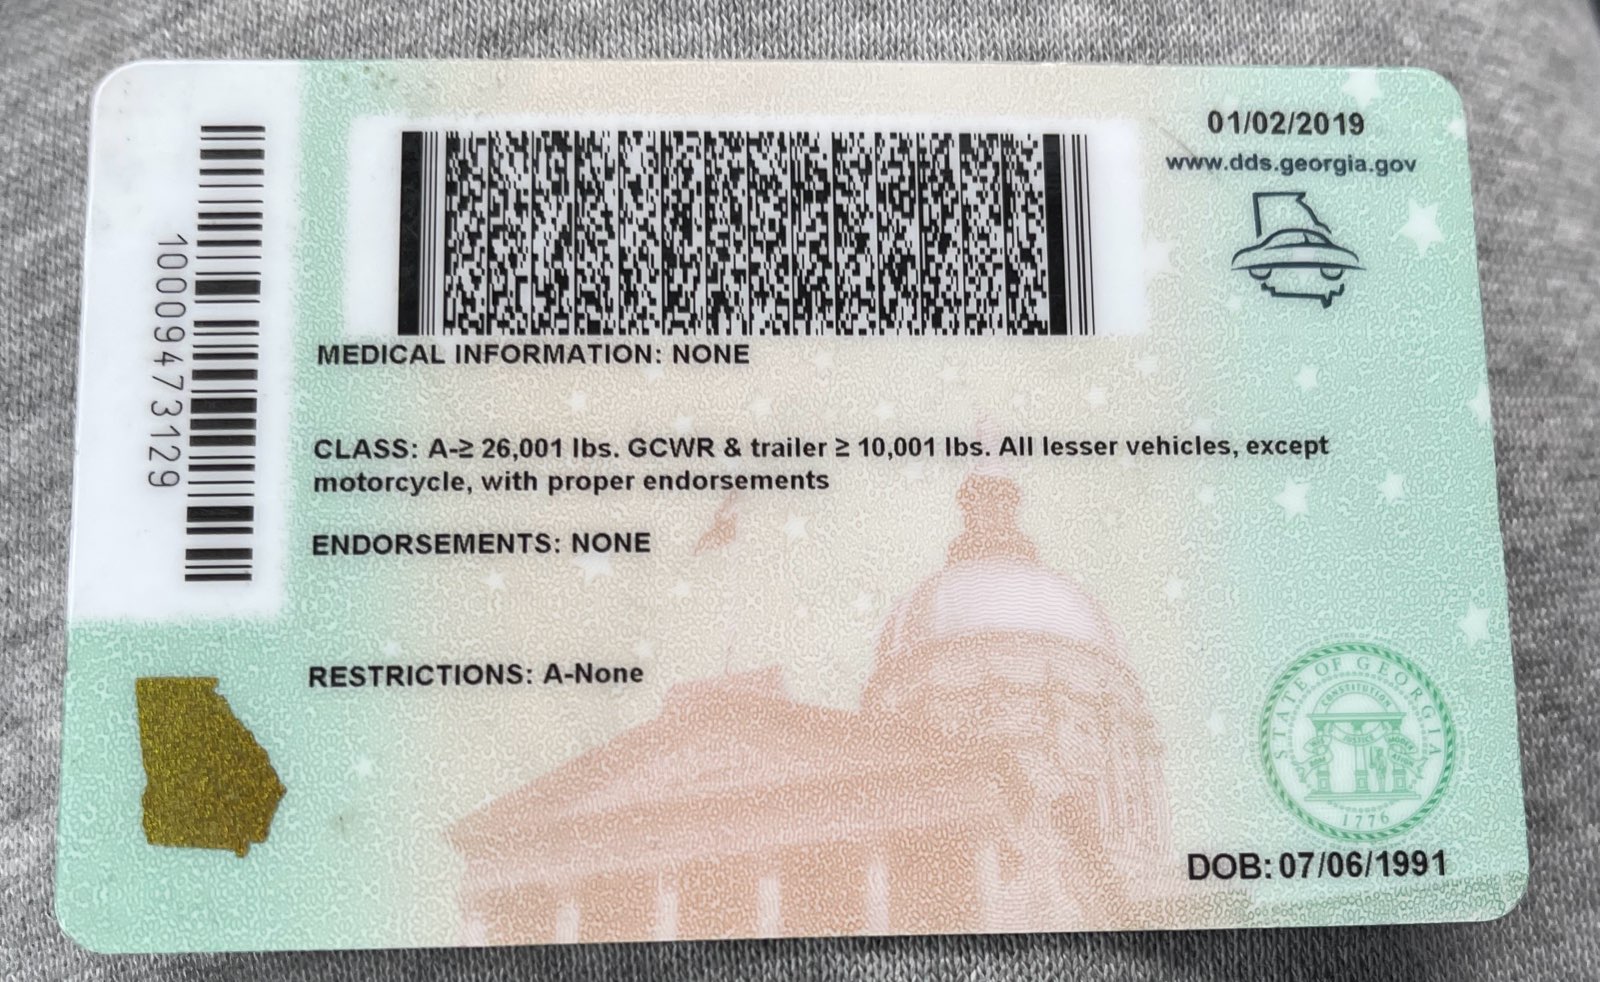 01/02/2019
www.dds.georgia.gov
10009473129
MEDICAL INFORMATION: NONE
CLASS: A-≥ 26,001 lbs. GCWR & trailer ≥ 10,001 lbs. All lesser vehicles, except
motorcycle, with proper endorsements
ENDORSEMENTS: NONE
RESTRICTIONS: A-None
STATE OF GEORGIA
CONSTITUTION
1776
DOB: 07/06/1991